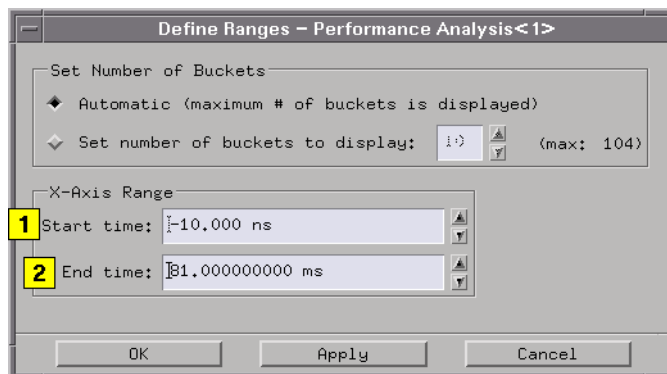 Define Ranges – Performance Analysis<1>
Set Number of Buckets
Automatic (maximum # of buckets is displayed)
Set number of buckets to display: 10 (max: 104)
X-Axis Range
1 Start time: -10.000 ns
2 End time: 81.000000000 ms
OK Apply Cancel